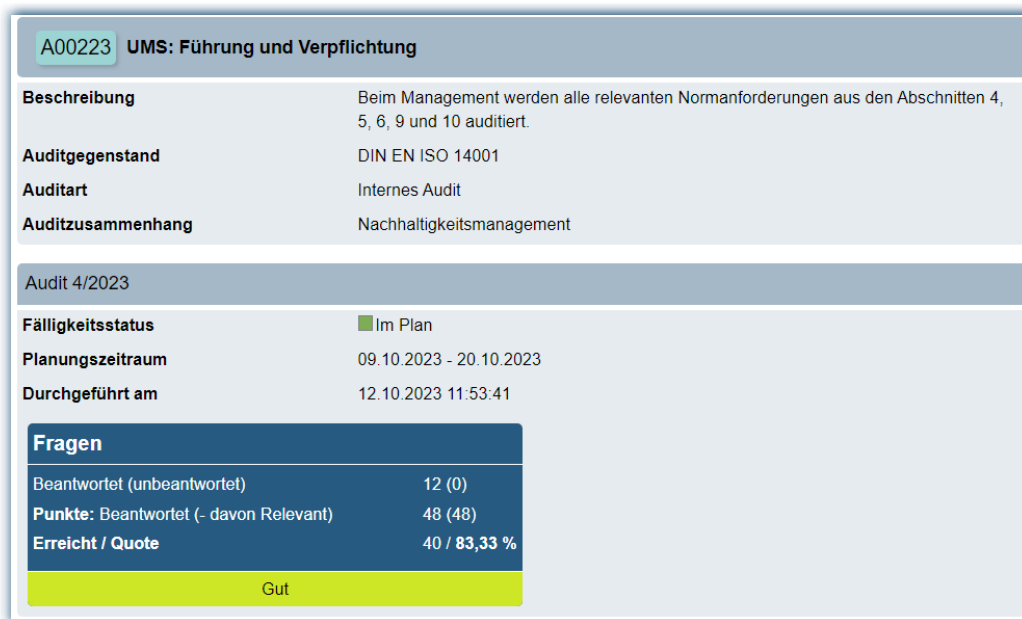 A00223 UMS: Führung und Verpflichtung
Beschreibung Beim Management werden alle relevanten Normanforderungen aus den Abschnitten 4,
5, 6, 9 und 10 auditiert.
Auditgegenstand DIN EN ISO 14001
Auditart Internes Audit
Auditzusammenhang Nachhaltigkeitsmanagement
Audit 4/2023
Fälligkeitsstatus Im Plan
Planungszeitraum 09.10.2023 - 20.10.2023
Durchgeführt am 12.10.2023 11:53:41
Fragen
Beantwortet (unbeantwortet) 12 (0)
Punkte: Beantwortet (- davon Relevant) 48 (48)
Erreicht / Quote 40 / 83,33 %
Gut